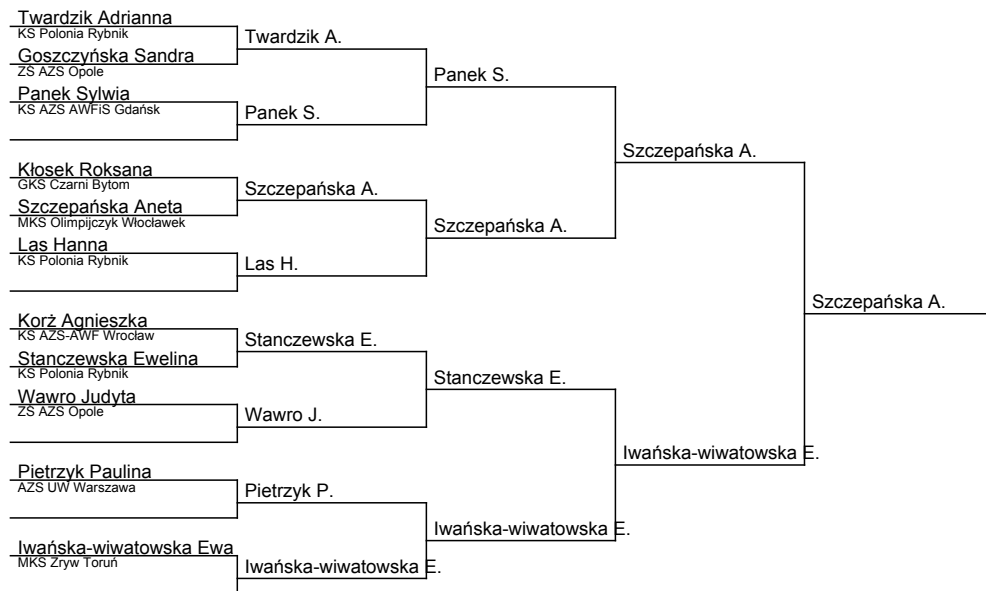 Twardzik Adrianna
KS Polonia Rybnik
Twardzik A.
Goszczyńska Sandra
ZŚ AZS Opole
Panek S.
Panek Sylwia
KS AZS AWFiS Gdańsk
Panek S.
Szczepańska A.
Kłosek Roksana
GKS Czarni Bytom
Szczepańska A.
Szczepańska Aneta
MKS Olimpijczyk Włocławek
Szczepańska A.
Las Hanna
KS Polonia Rybnik
Las H.
Szczepańska A.
Korż Agnieszka
KS AZS-AWF Wrocław
Stanczewska E.
Stanczewska Ewelina
KS Polonia Rybnik
Stanczewska E.
Wawro Judyta
ZŚ AZS Opole
Wawro J.
Iwańska-wiwatowska E.
Pietrzyk Paulina
AZS UW Warszawa
Pietrzyk P.
Iwańska-wiwatowska E.
Iwańska-wiwatowska Ewa
MKS Zryw Toruń
Iwańska-wiwatowska E.